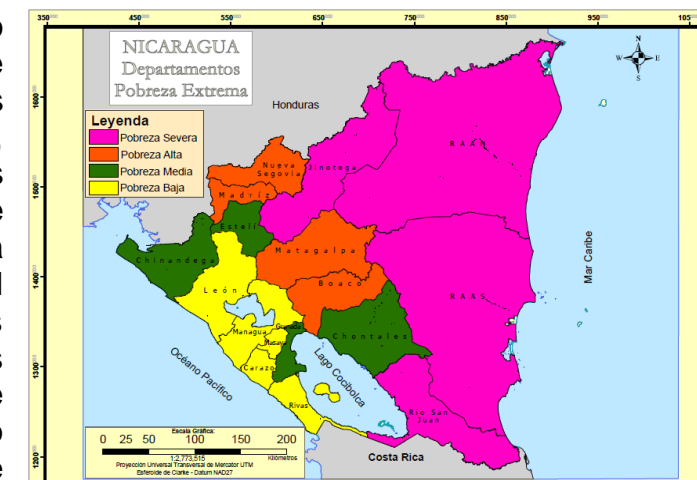 350 450 550 650 750 850 950 105
NICARAGUA
Departamentos
Pobreza Extrema
N
W E
S
Honduras
1600
Leyenda
Pobreza Severa
Pobreza Alta
Pobreza Media
Pobreza Baja
RAAN
Nueva
Segovia
Jinotega
1500
Madríz
Estelí
Matagalpa
Chinandega
Mar Caribe
1400
Boaco
León
RAAS
Granada
Managua
Masaya
Chontales
Carazo
1300
Océano Pacífico
Lago Cocibolca
Rivas
Río San
Juan
Escala Gráfica:
0 25 50 100 150 200
1:2,773,515
Kilómetros
Proyección Universal Transversal de Mercator UTM
Esferoide de Clarke - Datum NAD27
Costa Rica
1200